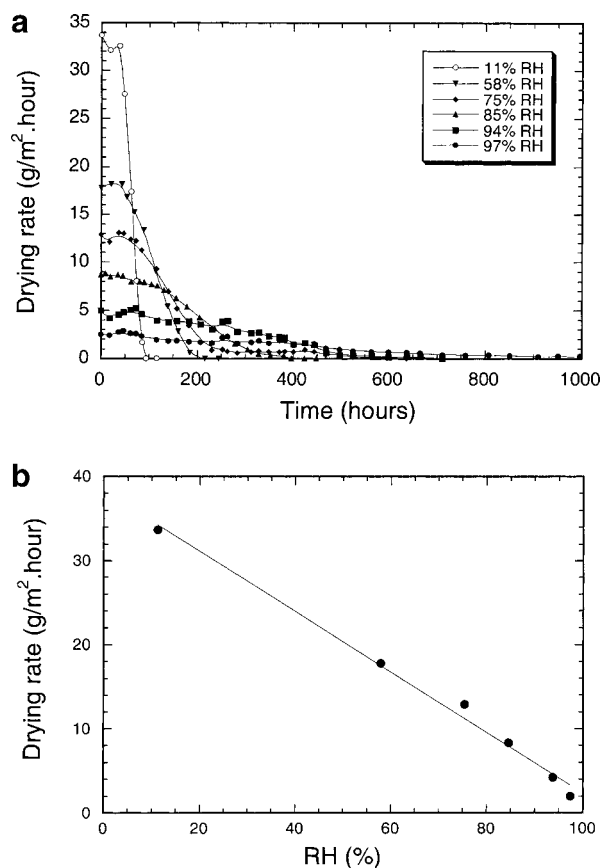 a
35
30
25
20
15
10
5
0
Drying rate (g/m².hour)
11% RH
58% RH
75% RH
85% RH
94% RH
97% RH
0 200 400 600 800 1000
Time (hours)
b
40
30
20
10
0
Drying rate (g/m².hour)
0 20 40 60 80 100
RH (%)